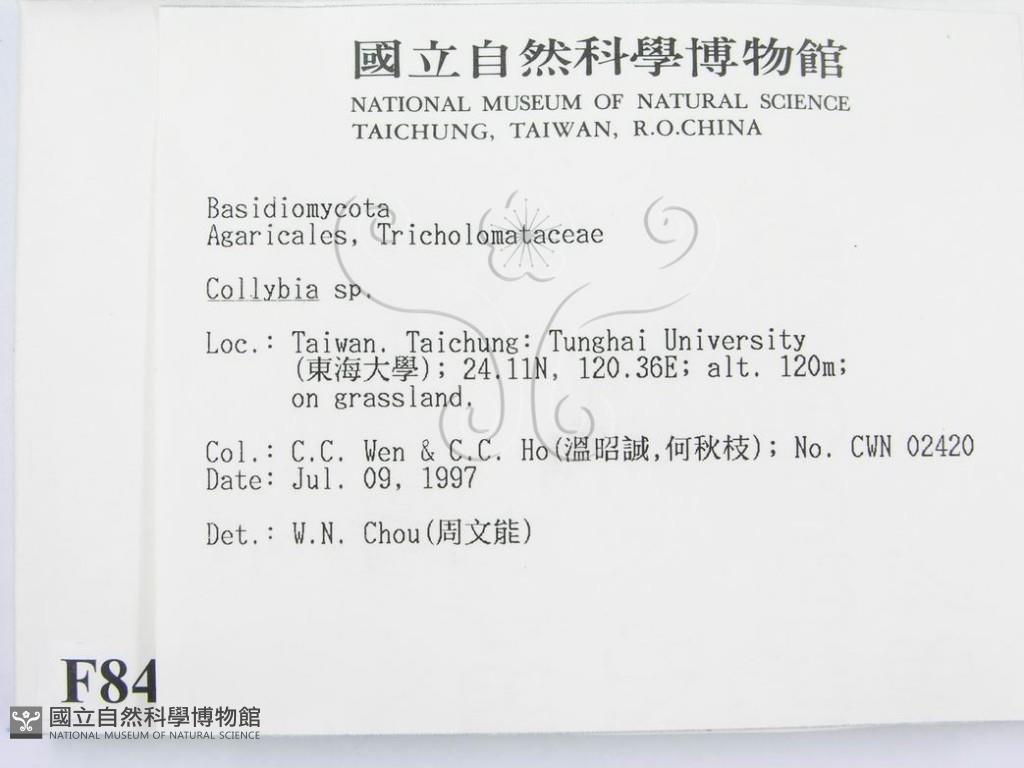 國立自然科學博物館
NATIONAL MUSEUM OF NATURAL SCIENCE
TAICHUNG, TAIWAN, R.O.CHINA
Basidiomycota
Agaricales, Tricholomataceae
Collybia sp.
Loc.: Taiwan. Taichung: Tunghai University
(東海大學); 24.11N, 120.36E; alt. 120m;
on grassland.
Col.: C.C. Wen & C.C. Ho(溫昭誠,何秋枝); No. CWN 02420
Date: Jul. 09, 1997
Det.: W.N. Chou(周文能)
F84
國立自然科學博物館
NATIONAL MUSEUM OF NATURAL SCIENCE